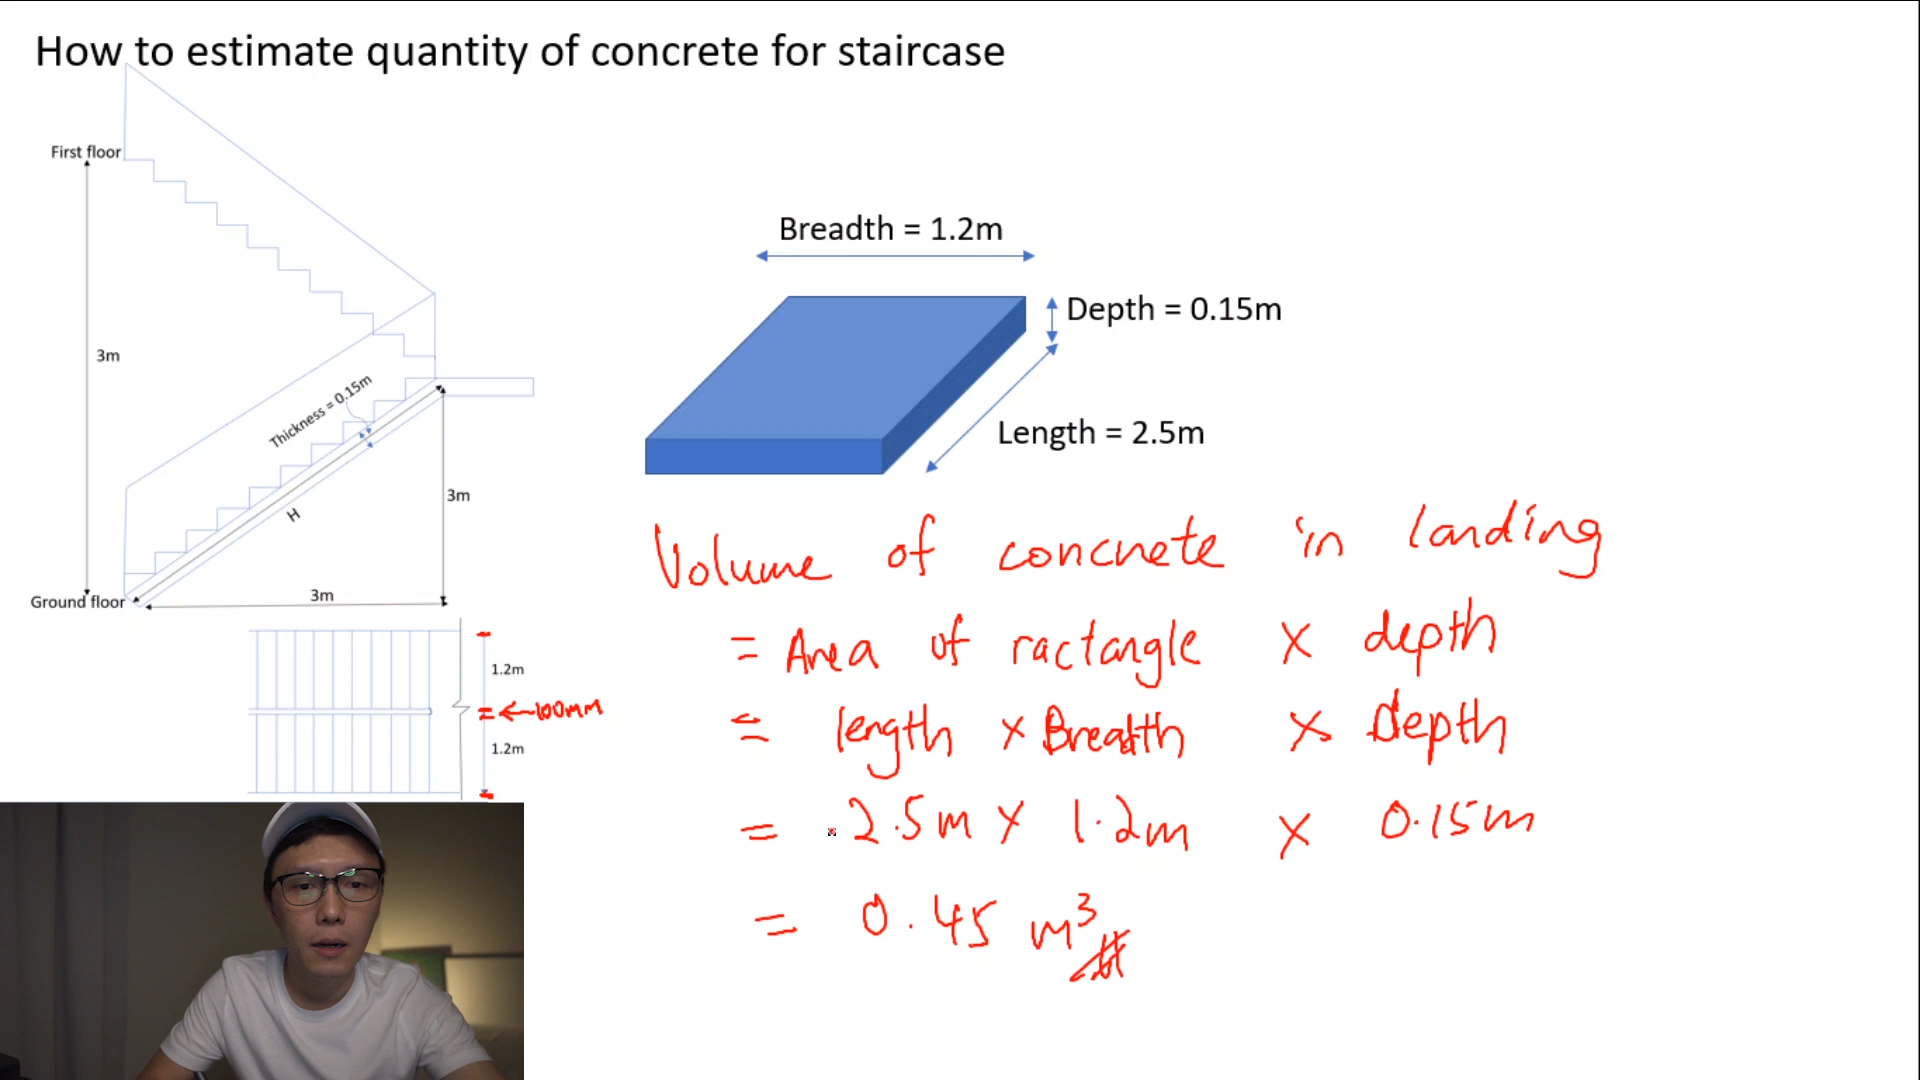 How to estimate quantity of concrete for staircase
First floor
3m
Thickness = 0.15m
H
3m
3m
Ground floor
1.2m
=←100mm
1.2m
Breadth = 1.2m
Depth = 0.15m
Length = 2.5m
Volume of concrete in landing
= Area of ractangle x depth
= length x Breadth x Depth
= 2.5m x 1.2m x 0.15m
= 0.45 m³